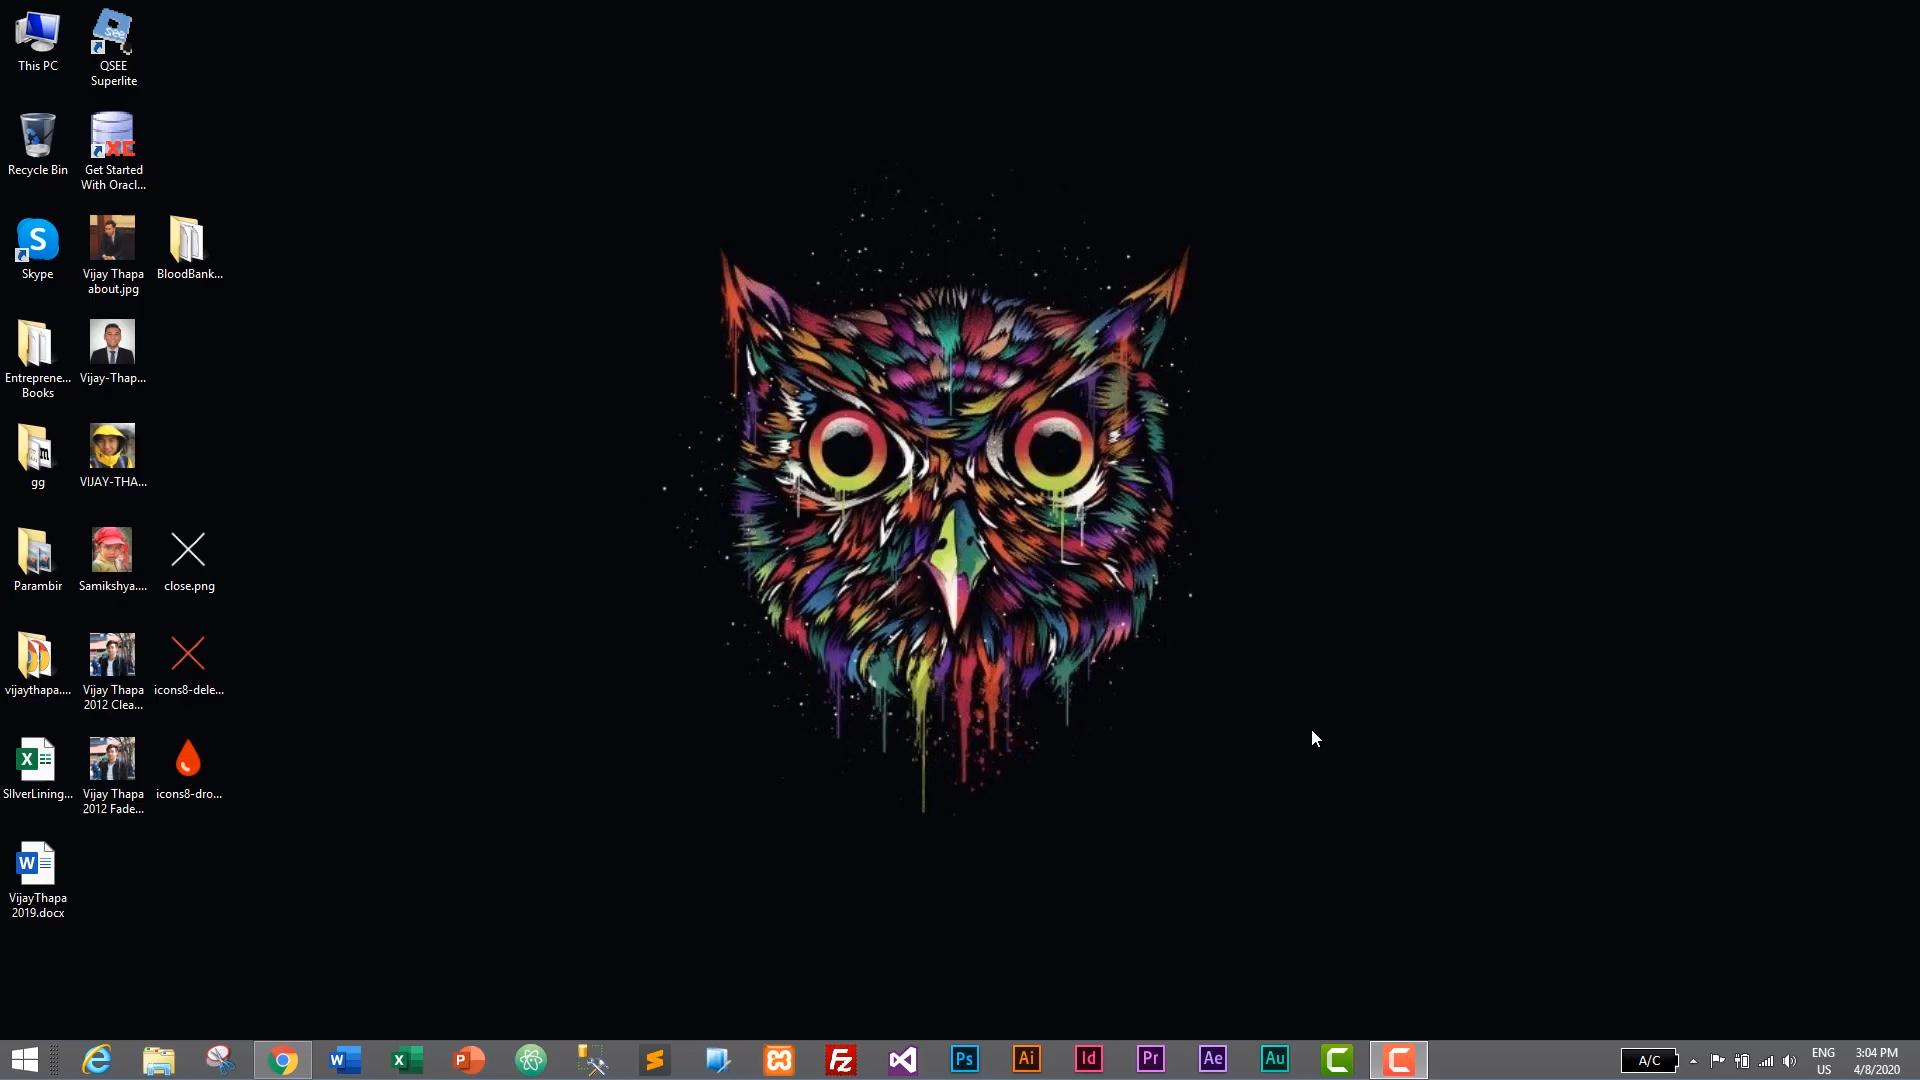 This PC
QSEE
Superlite
Recycle Bin
Get Started
With Oracl...
XE
Skype
Vijay Thapa
about.jpg
BloodBank...
Entreprene...
Books
Vijay-Thap...
gg
VIJAY-THA...
Parambir
Samikshya....
close.png
vijaythapa....
Vijay Thapa
2012 Clea...
icons8-dele...
SIlverLining...
Vijay Thapa
2012 Fade...
icons8-dro...
VijayThapa
2019.docx
Ps
Ai
Id
Pr
Ae
Au
A/C
ENG
US
3:04 PM
4/8/2020